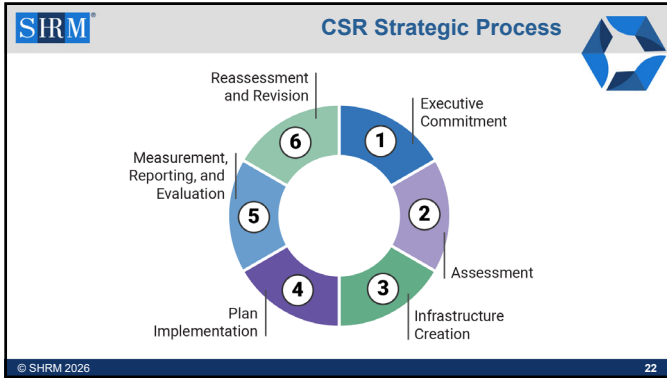 SHRM®
CSR Strategic Process
Reassessment
and Revision
6
1
Executive
Commitment
Measurement,
Reporting, and
Evaluation
5
2
Assessment
4
3
Plan
Implementation
Infrastructure
Creation
© SHRM 2026
22